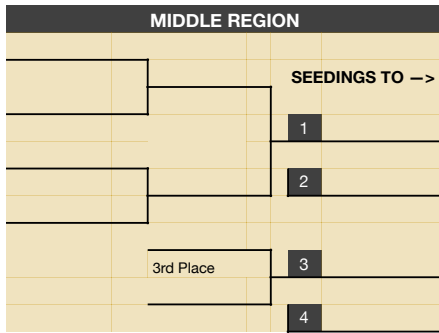 MIDDLE REGION
SEEDINGS TO —>
1
2
3rd Place
3
4